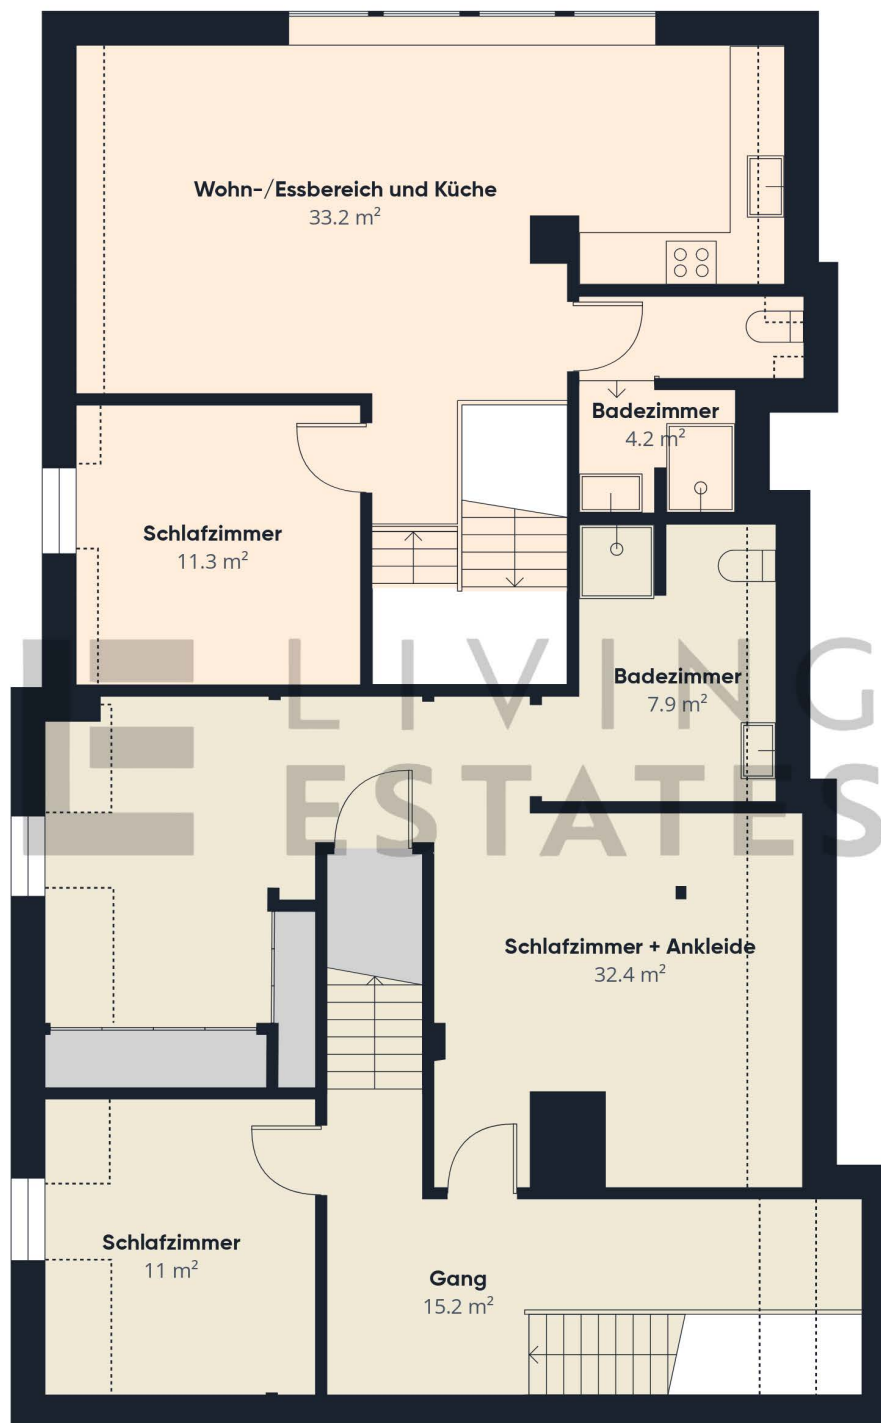 Wohn-/Essbereich und Küche
33.2 m²
Badezimmer
4.2 m²
Schlafzimmer
11.3 m²
LIVING
ESTATES
Badezimmer
7.9 m²
Schlafzimmer + Ankleide
32.4 m²
Schlafzimmer
11 m²
Gang
15.2 m²